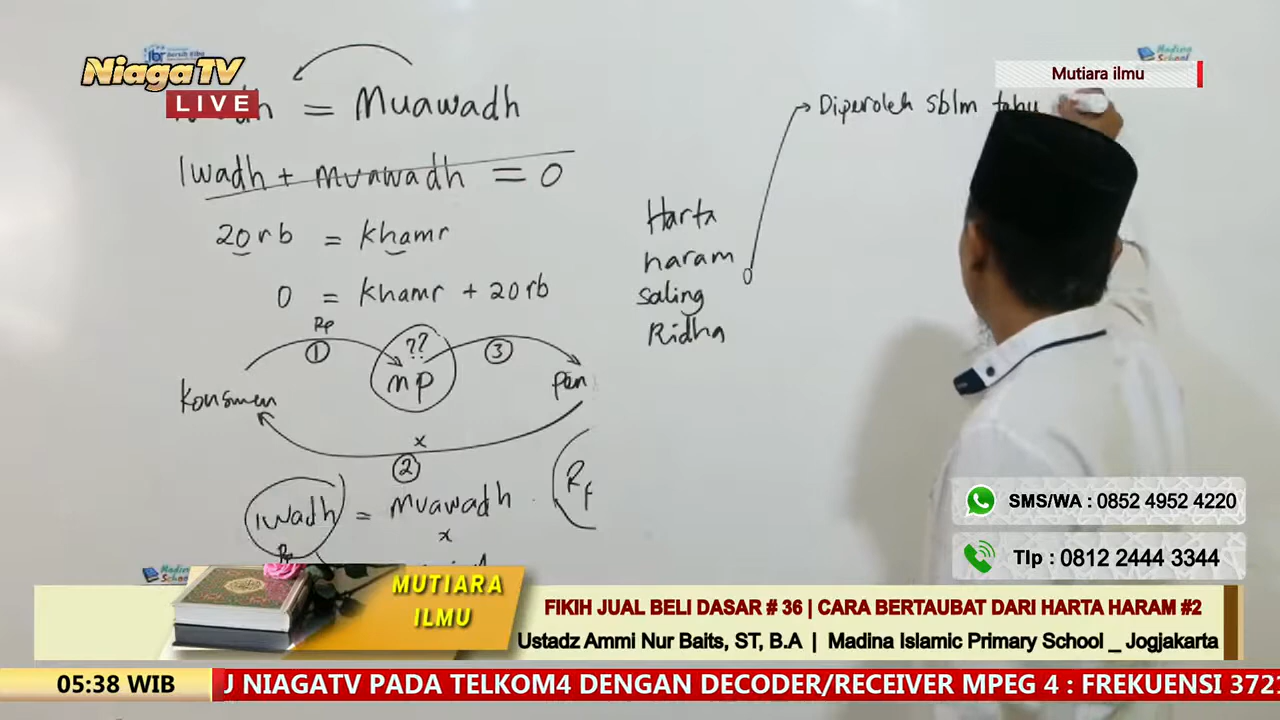 NiagaTV
LIVE
Mutiara ilmu
= Muawadh
Iwadh + muawadh = 0
20rb = khamr
0 = khamr + 20rb
Rp
1
??
mp
3
Konsmen
x
2
Iwadh = muawadh
x
Rp
Harta
haram
saling
Ridha
Diperoleh sblm tahu
SMS/WA : 0852 4952 4220
Tlp : 0812 2444 3344
MUTIARA
ILMU
FIKIH JUAL BELI DASAR # 36 | CARA BERTAUBAT DARI HARTA HARAM #2
Ustadz Ammi Nur Baits, ST, B.A | Madina Islamic Primary School _ Jogjakarta
05:38 WIB
J NIAGATV PADA TELKOM4 DENGAN DECODER/RECEIVER MPEG 4 : FREKUENSI 372